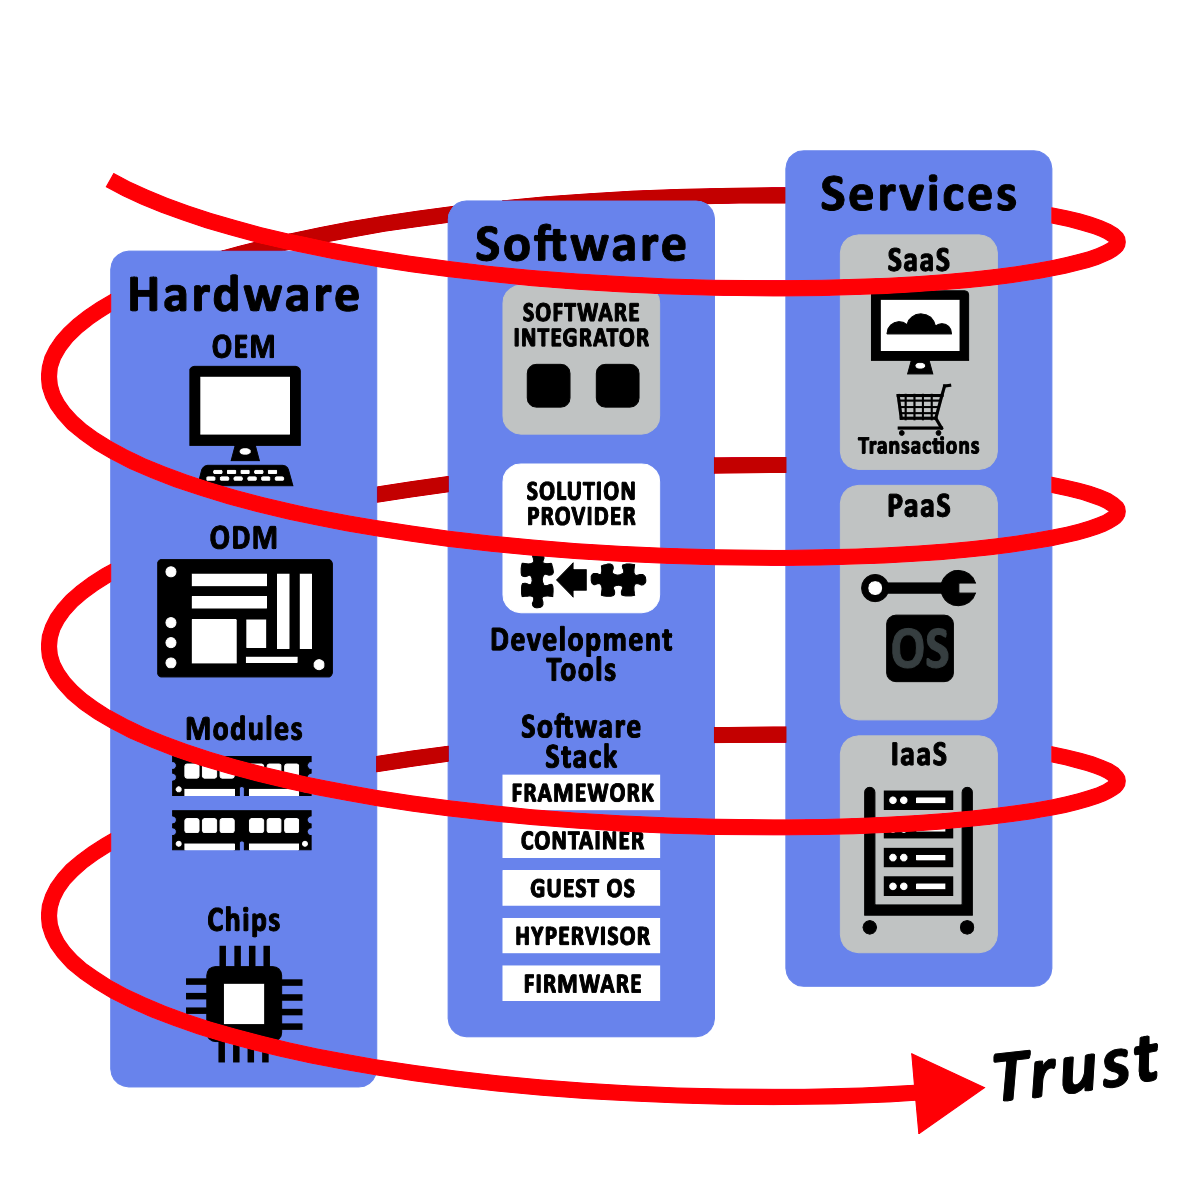 Hardware
OEM
ODM
Modules
Chips
Software
SOFTWARE
INTEGRATOR
SOLUTION
PROVIDER
Development
Tools
Software
Stack
FRAMEWORK
CONTAINER
GUEST OS
HYPERVISOR
FIRMWARE
Services
SaaS
Transactions
PaaS
OS
IaaS
Trust